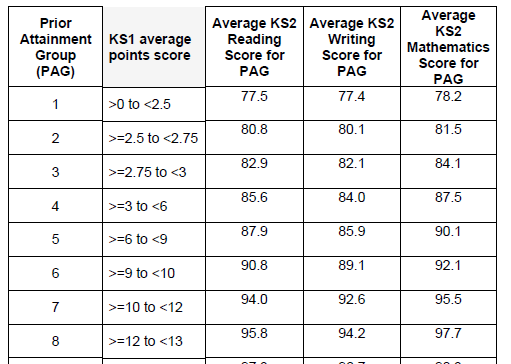 Prior Attainment Group (PAG) KS1 average points score Average KS2 Reading Score for PAG Average KS2 Writing Score for PAG Average KS2 Mathematics Score for PAG
1 >0 to <2.5 77.5 77.4 78.2
2 >=2.5 to <2.75 80.8 80.1 81.5
3 >=2.75 to <3 82.9 82.1 84.1
4 >=3 to <6 85.6 84.0 87.5
5 >=6 to <9 87.9 85.9 90.1
6 >=9 to <10 90.8 89.1 92.1
7 >=10 to <12 94.0 92.6 95.5
8 >=12 to <13 95.8 94.2 97.7